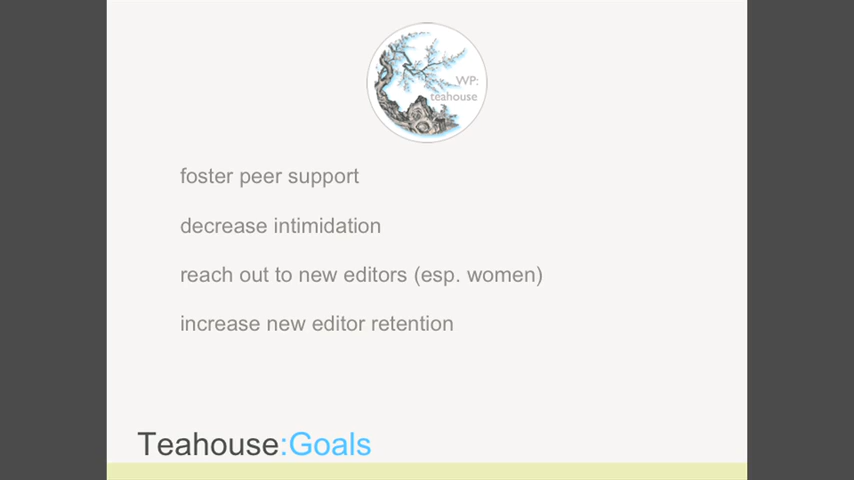 WP:
teahouse
foster peer support
decrease intimidation
reach out to new editors (esp. women)
increase new editor retention
Teahouse:Goals